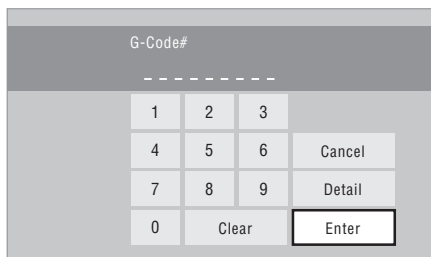 G-Code#
_ _ _ _ _ _ _ _ _
1 2 3
4 5 6 Cancel
7 8 9 Detail
0 Clear Enter